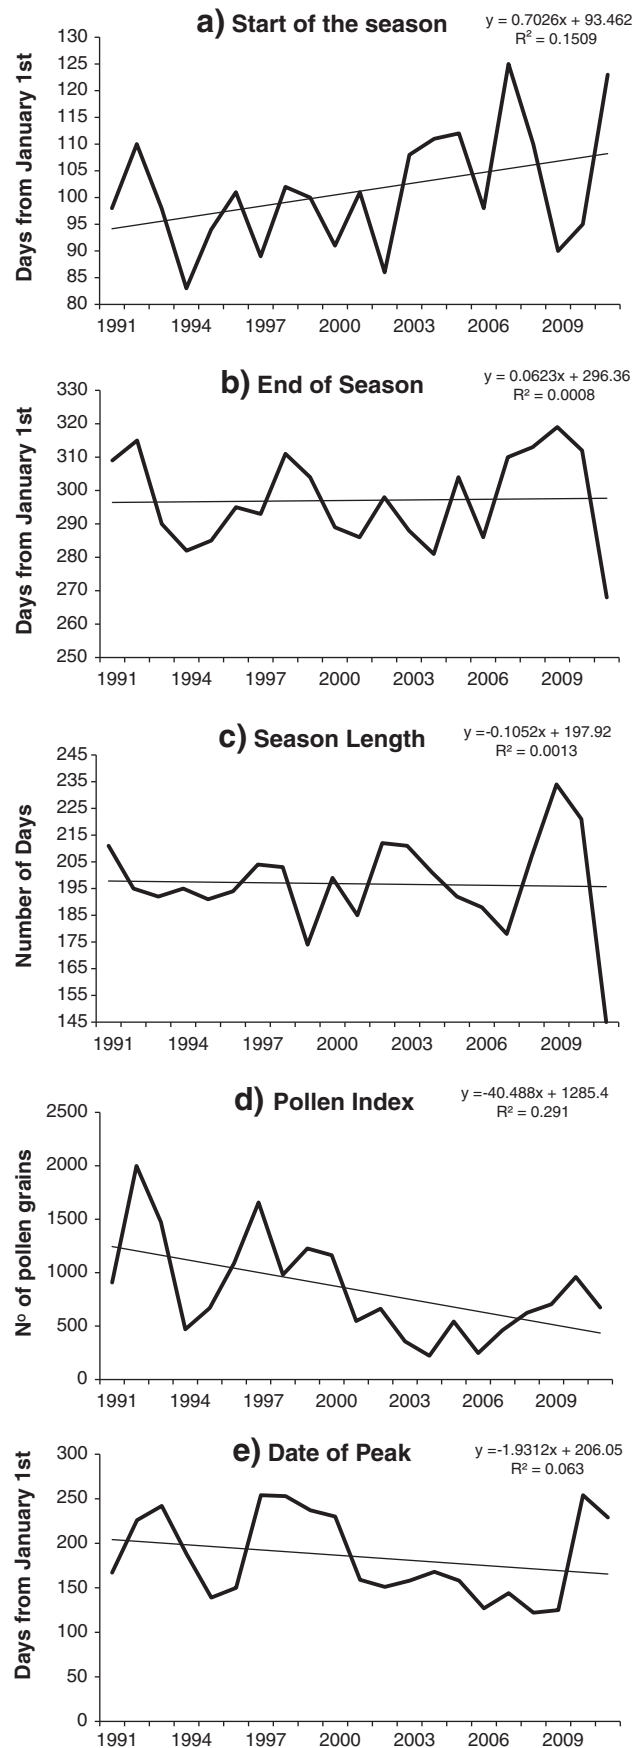 a) Start of the season
y = 0.7026x + 93.462
R² = 0.1509
Days from January 1st
130
125
120
115
110
105
100
95
90
85
80
1991 1994 1997 2000 2003 2006 2009
b) End of Season
y = 0.0623x + 296.36
R² = 0.0008
Days from January 1st
330
320
310
300
290
280
270
260
250
1991 1994 1997 2000 2003 2006 2009
c) Season Length
y =-0.1052x + 197.92
R² = 0.0013
Number of Days
245
235
225
215
205
195
185
175
165
155
145
1991 1994 1997 2000 2003 2006 2009
d) Pollen Index
y =-40.488x + 1285.4
R² = 0.291
Nº of pollen grains
2500
2000
1500
1000
500
0
1991 1994 1997 2000 2003 2006 2009
e) Date of Peak
y =-1.9312x + 206.05
R² = 0.063
Days from January 1st
300
250
200
150
100
50
0
1991 1994 1997 2000 2003 2006 2009